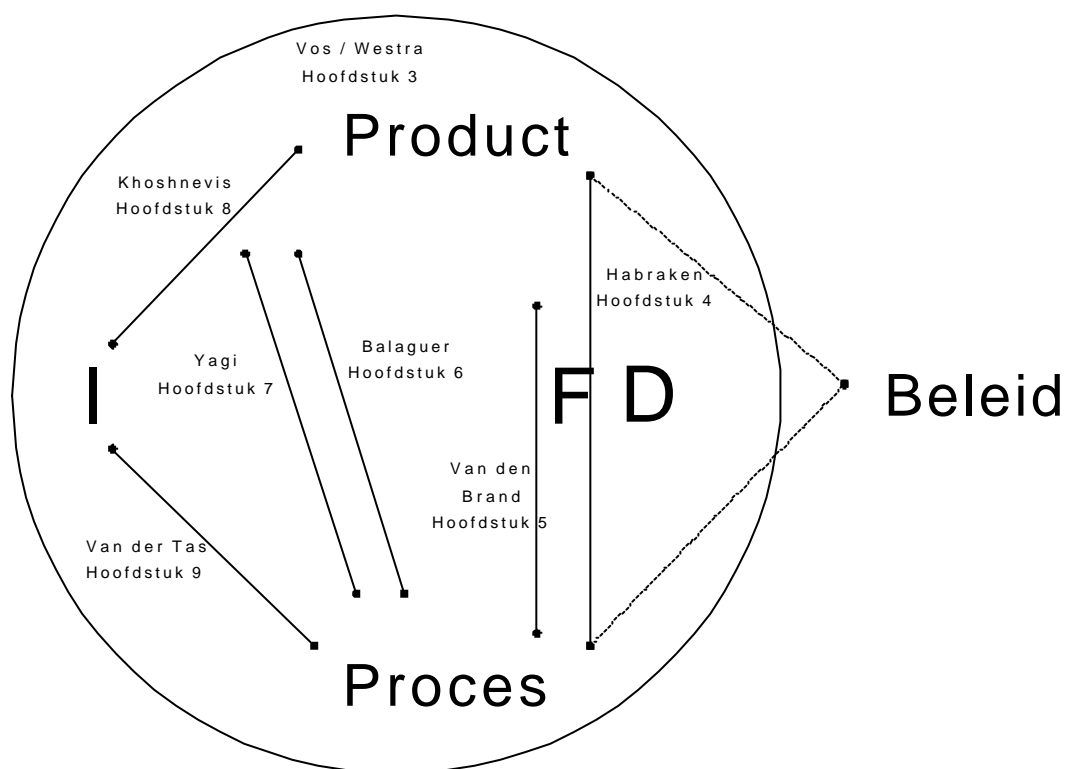 Vos / Westra
Hoofdstuk 3
Product
Khoshnevis
Hoofdstuk 8
Habraken
Hoofdstuk 4
Yagi
Hoofdstuk 7
Balaguer
Hoofdstuk 6
I
F D
Beleid
Van den
Brand
Hoofdstuk 5
Van der Tas
Hoofdstuk 9
Proces